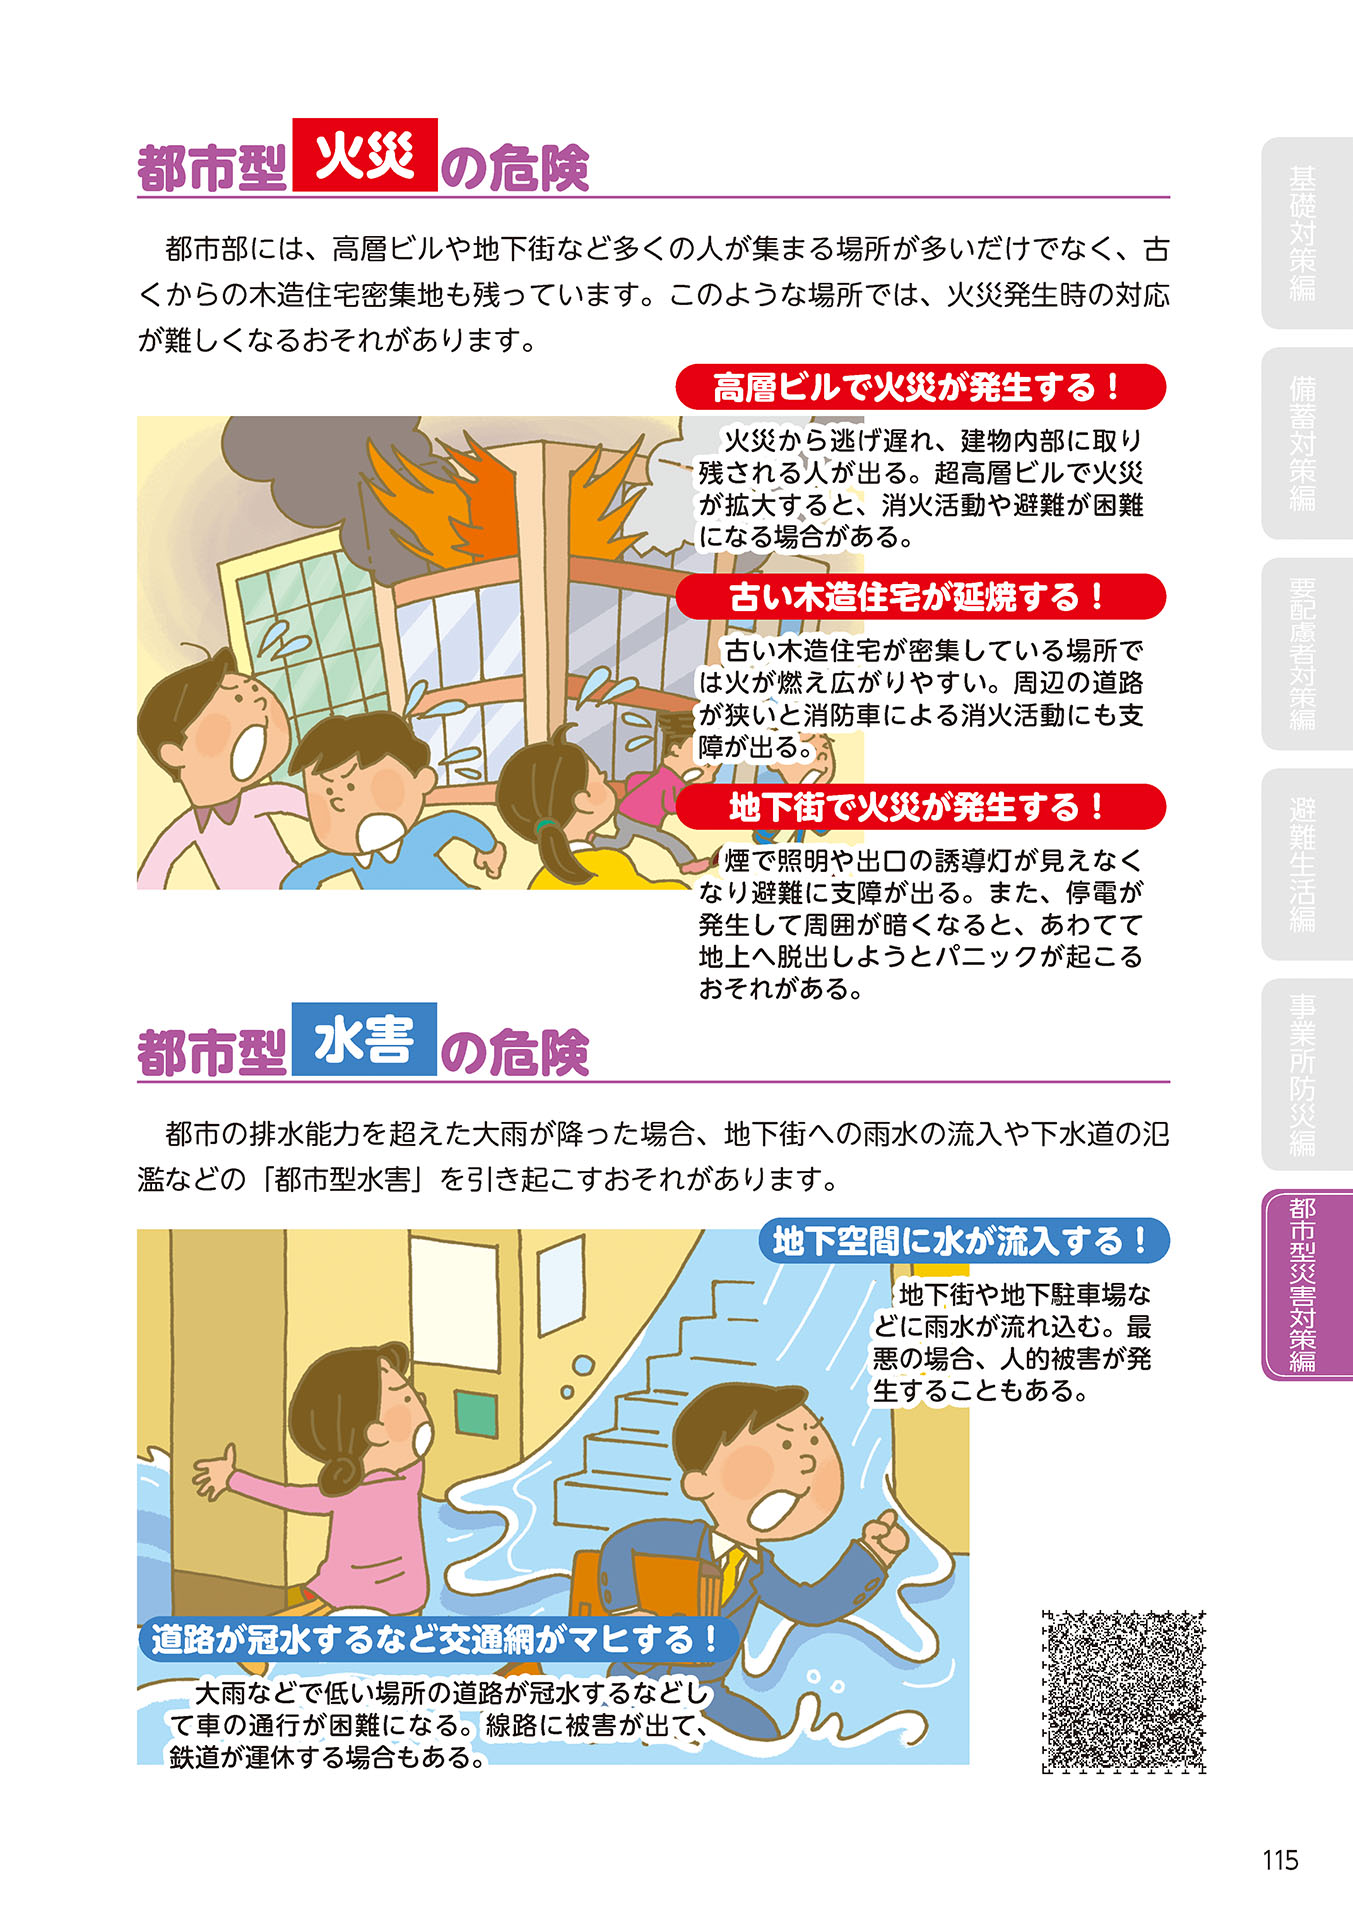 都市型 火災 の危険
　都市部には、高層ビルや地下街など多くの人が集まる場所が多いだけでなく、古
くからの木造住宅密集地も残っています。このような場所では、火災発生時の対応
が難しくなるおそれがあります。
高層ビルで火災が発生する！
　火災から逃げ遅れ、建物内部に取り
残される人が出る。超高層ビルで火災
が拡大すると、消火活動や避難が困難
になる場合がある。
古い木造住宅が延焼する！
　古い木造住宅が密集している場所で
は火が燃え広がりやすい。周辺の道路
が狭いと消防車による消火活動にも支
障が出る。
地下街で火災が発生する！
　煙で照明や出口の誘導灯が見えなく
なり避難に支障が出る。また、停電が
発生して周囲が暗くなると、あわてて
地上へ脱出しようとパニックが起こる
おそれがある。
都市型 水害 の危険
　都市の排水能力を超えた大雨が降った場合、地下街への雨水の流入や下水道の氾
濫などの「都市型水害」を引き起こすおそれがあります。
地下空間に水が流入する！
　地下街や地下駐車場な
どに雨水が流れ込む。最
悪の場合、人的被害が発
生することもある。
道路が冠水するなど交通網がマヒする！
　大雨などで低い場所の道路が冠水するなどし
て車の通行が困難になる。線路に被害が出て、
鉄道が運休する場合もある。
基礎対策編
備蓄対策編
要配慮者対策編
避難生活編
事業所防災編
都市型災害対策編
115